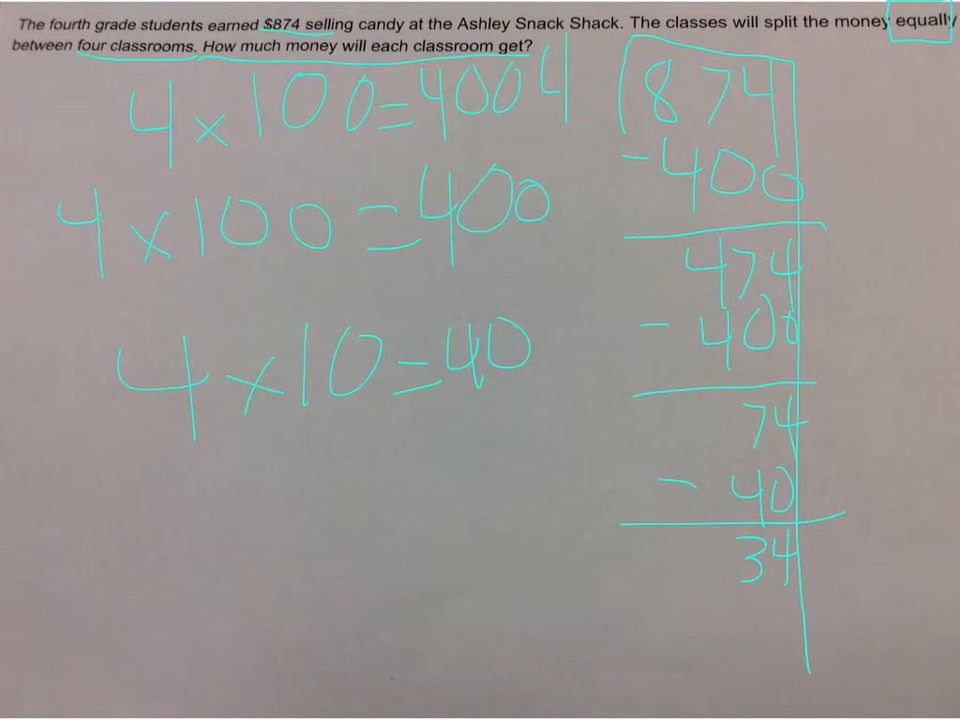 The fourth grade students earned $874 selling candy at the Ashley Snack Shack. The classes will split the money equally
between four classrooms. How much money will each classroom get?
4 × 100 = 400
4 874
- 400
4 × 100 = 400
474
- 400
4 × 10 = 40
74
- 40
34